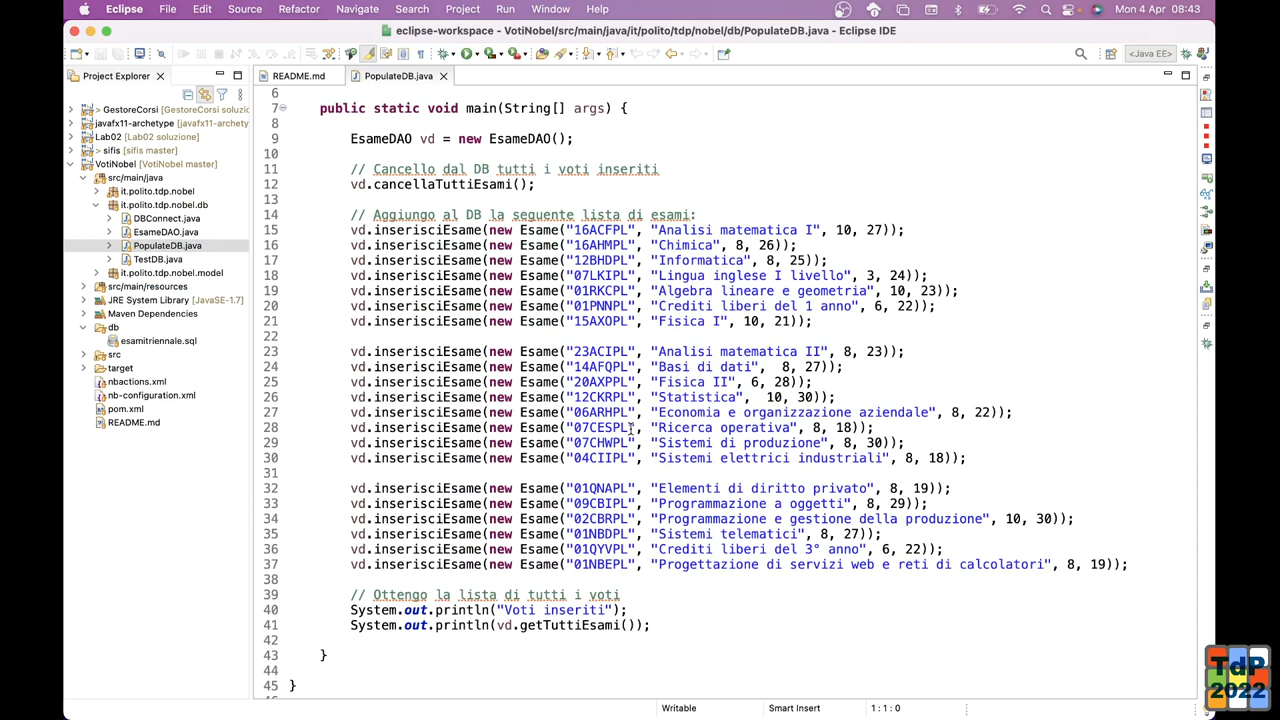 Eclipse File Edit Source Refactor Navigate Search Project Run Window Help Mon 4 Apr 08:43
eclipse-workspace - VotiNobel/src/main/java/it/polito/tdp/nobel/db/PopulateDB.java - Eclipse IDE
<Java EE>
Project Explorer
README.md
PopulateDB.java
> GestoreCorsi (GestoreCorsi soluzio
javafx11-archetype (javafx11-archety
Lab02 (Lab02 soluzione)
> sifis (sifis master)
VotiNobel (VotiNobel master)
src/main/java
it.polito.tdp.nobel
it.polito.tdp.nobel.db
DBConnect.java
EsameDAO.java
PopulateDB.java
TestDB.java
it.polito.tdp.nobel.model
src/main/resources
JRE System Library [JavaSE-1.7]
Maven Dependencies
db
esamitriennale.sql
src
target
nbactions.xml
nb-configuration.xml
pom.xml
README.md
6
7 public static void main(String[] args) {
8
9 EsameDAO vd = new EsameDAO();
10
11 // Cancello dal DB tutti i voti inseriti
12 vd.cancellaTuttiEsami();
13
14 // Aggiungo al DB la seguente lista di esami:
15 vd.inserisciEsame(new Esame("16ACFPL", "Analisi matematica I", 10, 27));
16 vd.inserisciEsame(new Esame("16AHMPL", "Chimica", 8, 26));
17 vd.inserisciEsame(new Esame("12BHDPL", "Informatica", 8, 25));
18 vd.inserisciEsame(new Esame("07LKIPL", "Lingua inglese I livello", 3, 24));
19 vd.inserisciEsame(new Esame("01RKCPL", "Algebra lineare e geometria", 10, 23));
20 vd.inserisciEsame(new Esame("01PNNPL", "Crediti liberi del 1 anno", 6, 22));
21 vd.inserisciEsame(new Esame("15AXOPL", "Fisica I", 10, 21));
22
23 vd.inserisciEsame(new Esame("23ACIPL", "Analisi matematica II", 8, 23));
24 vd.inserisciEsame(new Esame("14AFQPL", "Basi di dati", 8, 27));
25 vd.inserisciEsame(new Esame("20AXPPL", "Fisica II", 6, 28));
26 vd.inserisciEsame(new Esame("12CKRPL", "Statistica", 10, 30));
27 vd.inserisciEsame(new Esame("06ARHPL", "Economia e organizzazione aziendale", 8, 22));
28 vd.inserisciEsame(new Esame("07CESPL", "Ricerca operativa", 8, 18));
29 vd.inserisciEsame(new Esame("07CHWPL", "Sistemi di produzione", 8, 30));
30 vd.inserisciEsame(new Esame("04CIIPL", "Sistemi elettrici industriali", 8, 18));
31
32 vd.inserisciEsame(new Esame("01QNAPL", "Elementi di diritto privato", 8, 19));
33 vd.inserisciEsame(new Esame("09CBIPL", "Programmazione a oggetti", 8, 29));
34 vd.inserisciEsame(new Esame("02CBRPL", "Programmazione e gestione della produzione", 10, 30));
35 vd.inserisciEsame(new Esame("01NBDPL", "Sistemi telematici", 8, 27));
36 vd.inserisciEsame(new Esame("01QYVPL", "Crediti liberi del 3° anno", 6, 22));
37 vd.inserisciEsame(new Esame("01NBEPL", "Progettazione di servizi web e reti di calcolatori", 8, 19));
38
39 // Ottengo la lista di tutti i voti
40 System.out.println("Voti inseriti");
41 System.out.println(vd.getTuttiEsami());
42
43 }
44
45 }
Writable Smart Insert 1 : 1 : 0
TdP
2022